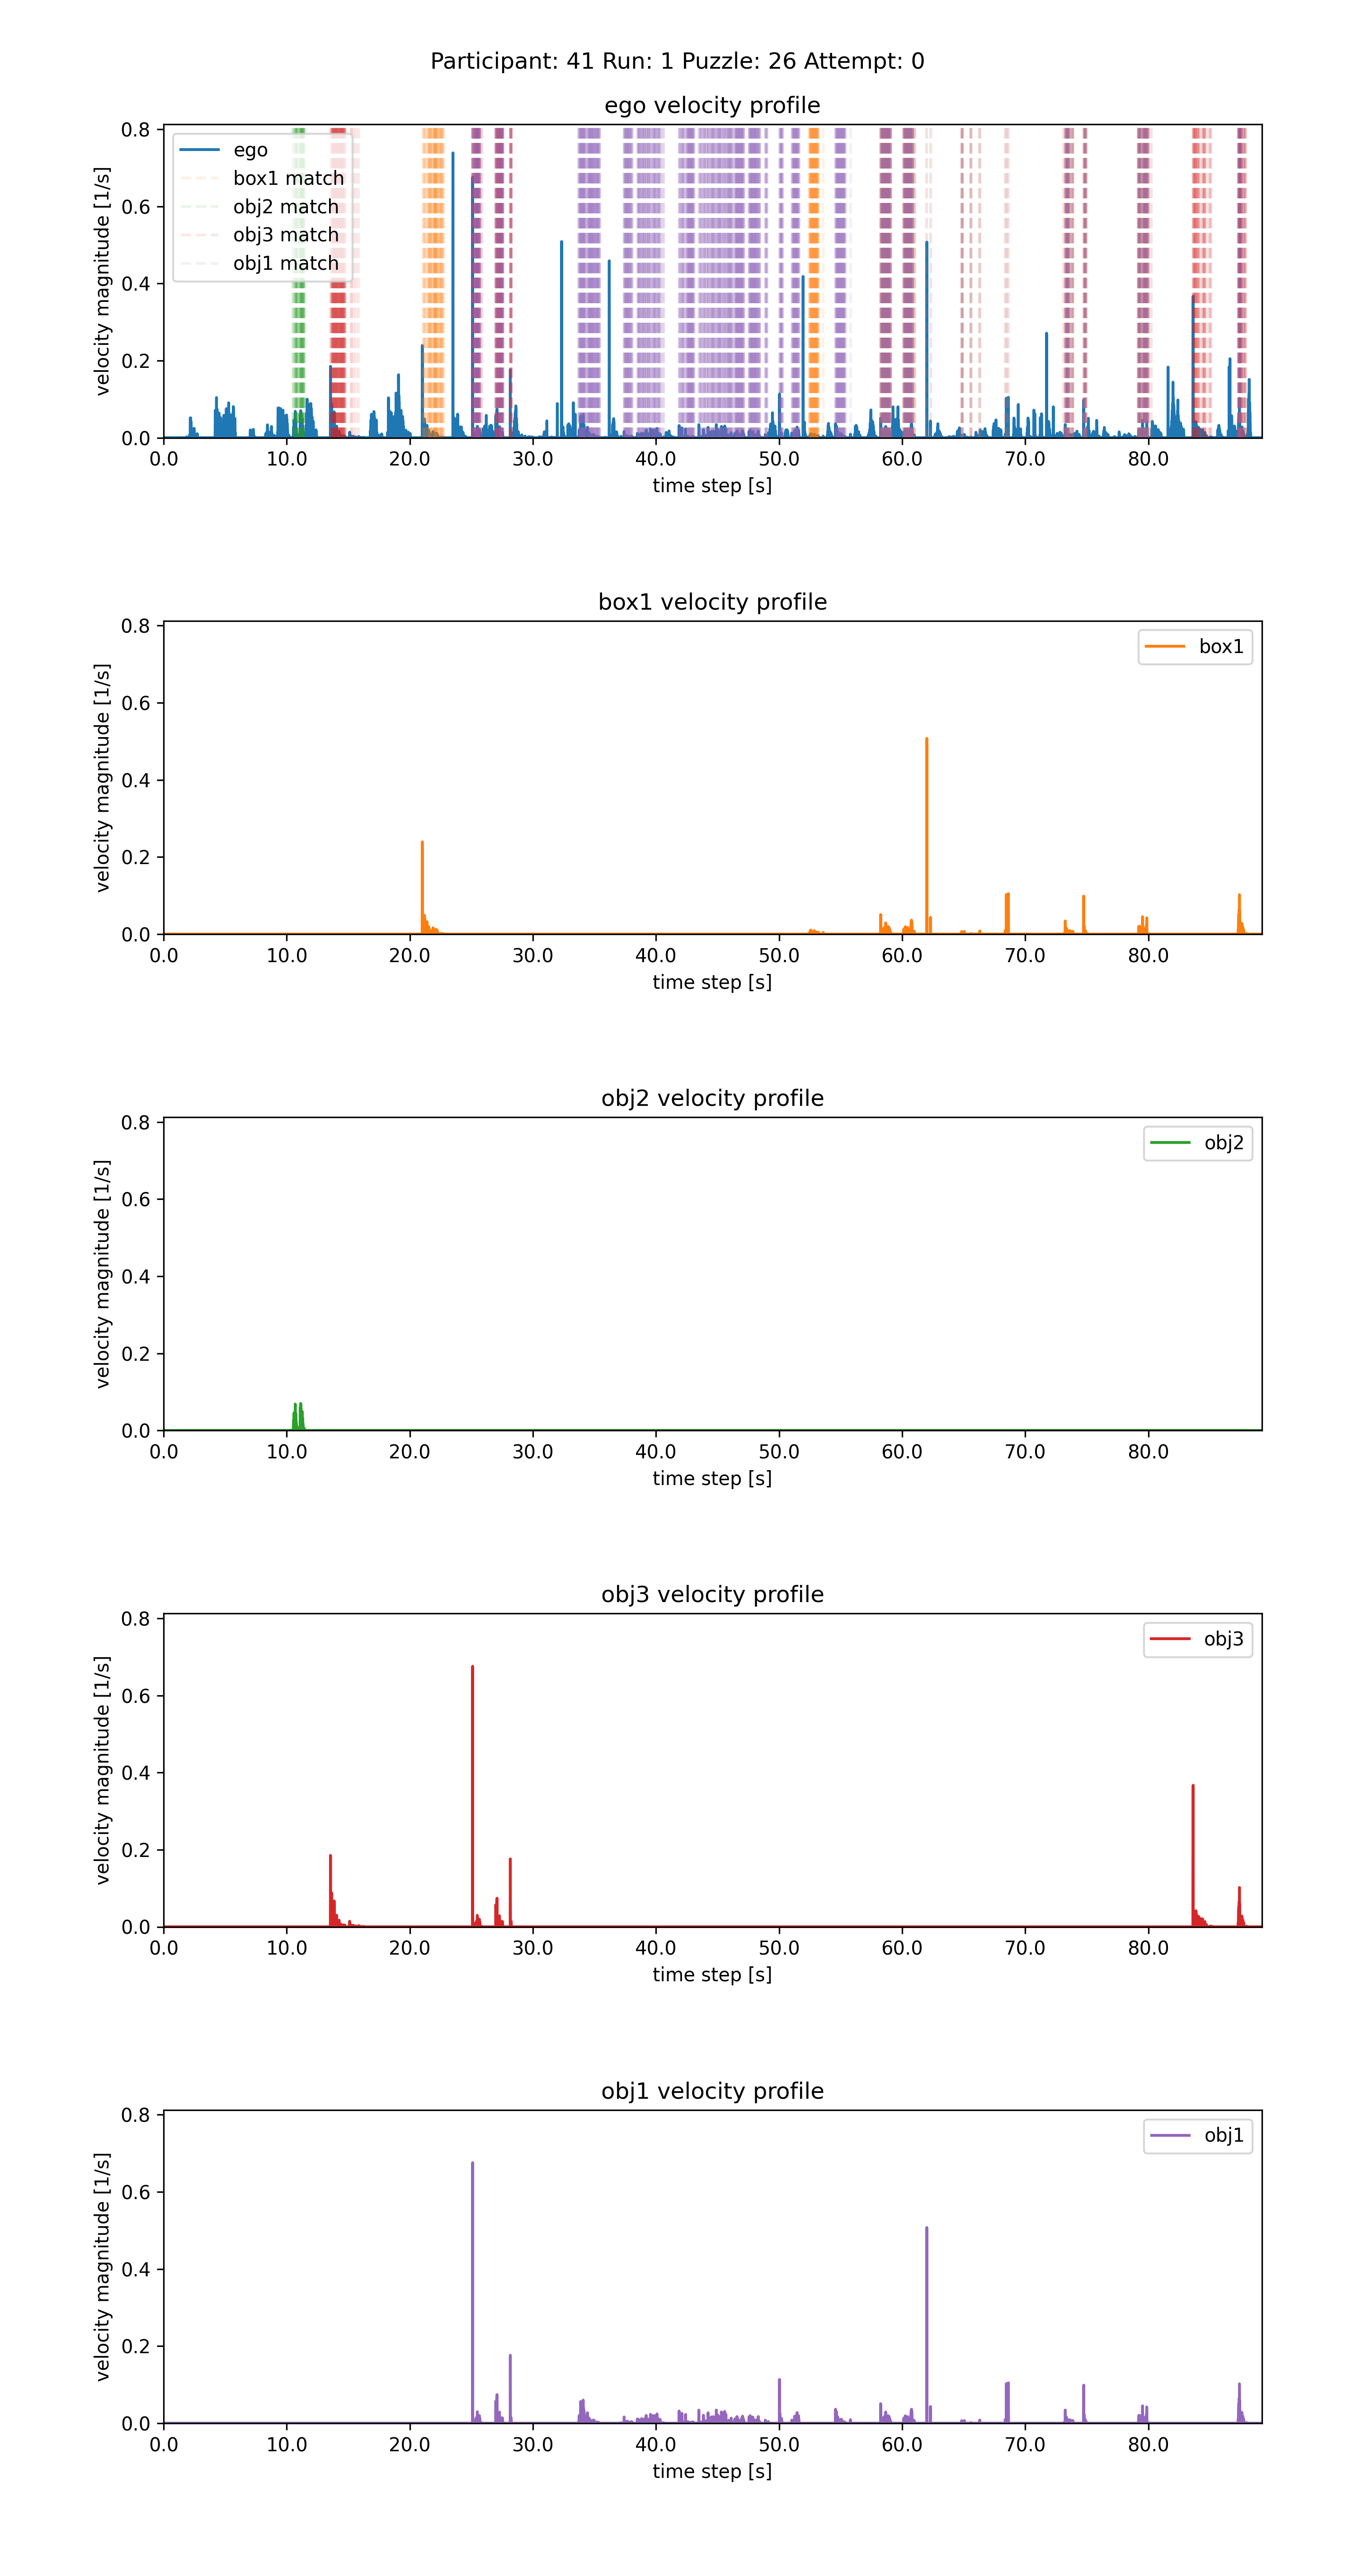 Participant: 41 Run: 1 Puzzle: 26 Attempt: 0
ego velocity profile
velocity magnitude [1/s]
0.8
0.6
0.4
0.2
0.0
ego
box1 match
obj2 match
obj3 match
obj1 match
0.0 10.0 20.0 30.0 40.0 50.0 60.0 70.0 80.0
time step [s]
box1 velocity profile
velocity magnitude [1/s]
0.8
0.6
0.4
0.2
0.0
box1
0.0 10.0 20.0 30.0 40.0 50.0 60.0 70.0 80.0
time step [s]
obj2 velocity profile
velocity magnitude [1/s]
0.8
0.6
0.4
0.2
0.0
obj2
0.0 10.0 20.0 30.0 40.0 50.0 60.0 70.0 80.0
time step [s]
obj3 velocity profile
velocity magnitude [1/s]
0.8
0.6
0.4
0.2
0.0
obj3
0.0 10.0 20.0 30.0 40.0 50.0 60.0 70.0 80.0
time step [s]
obj1 velocity profile
velocity magnitude [1/s]
0.8
0.6
0.4
0.2
0.0
obj1
0.0 10.0 20.0 30.0 40.0 50.0 60.0 70.0 80.0
time step [s]